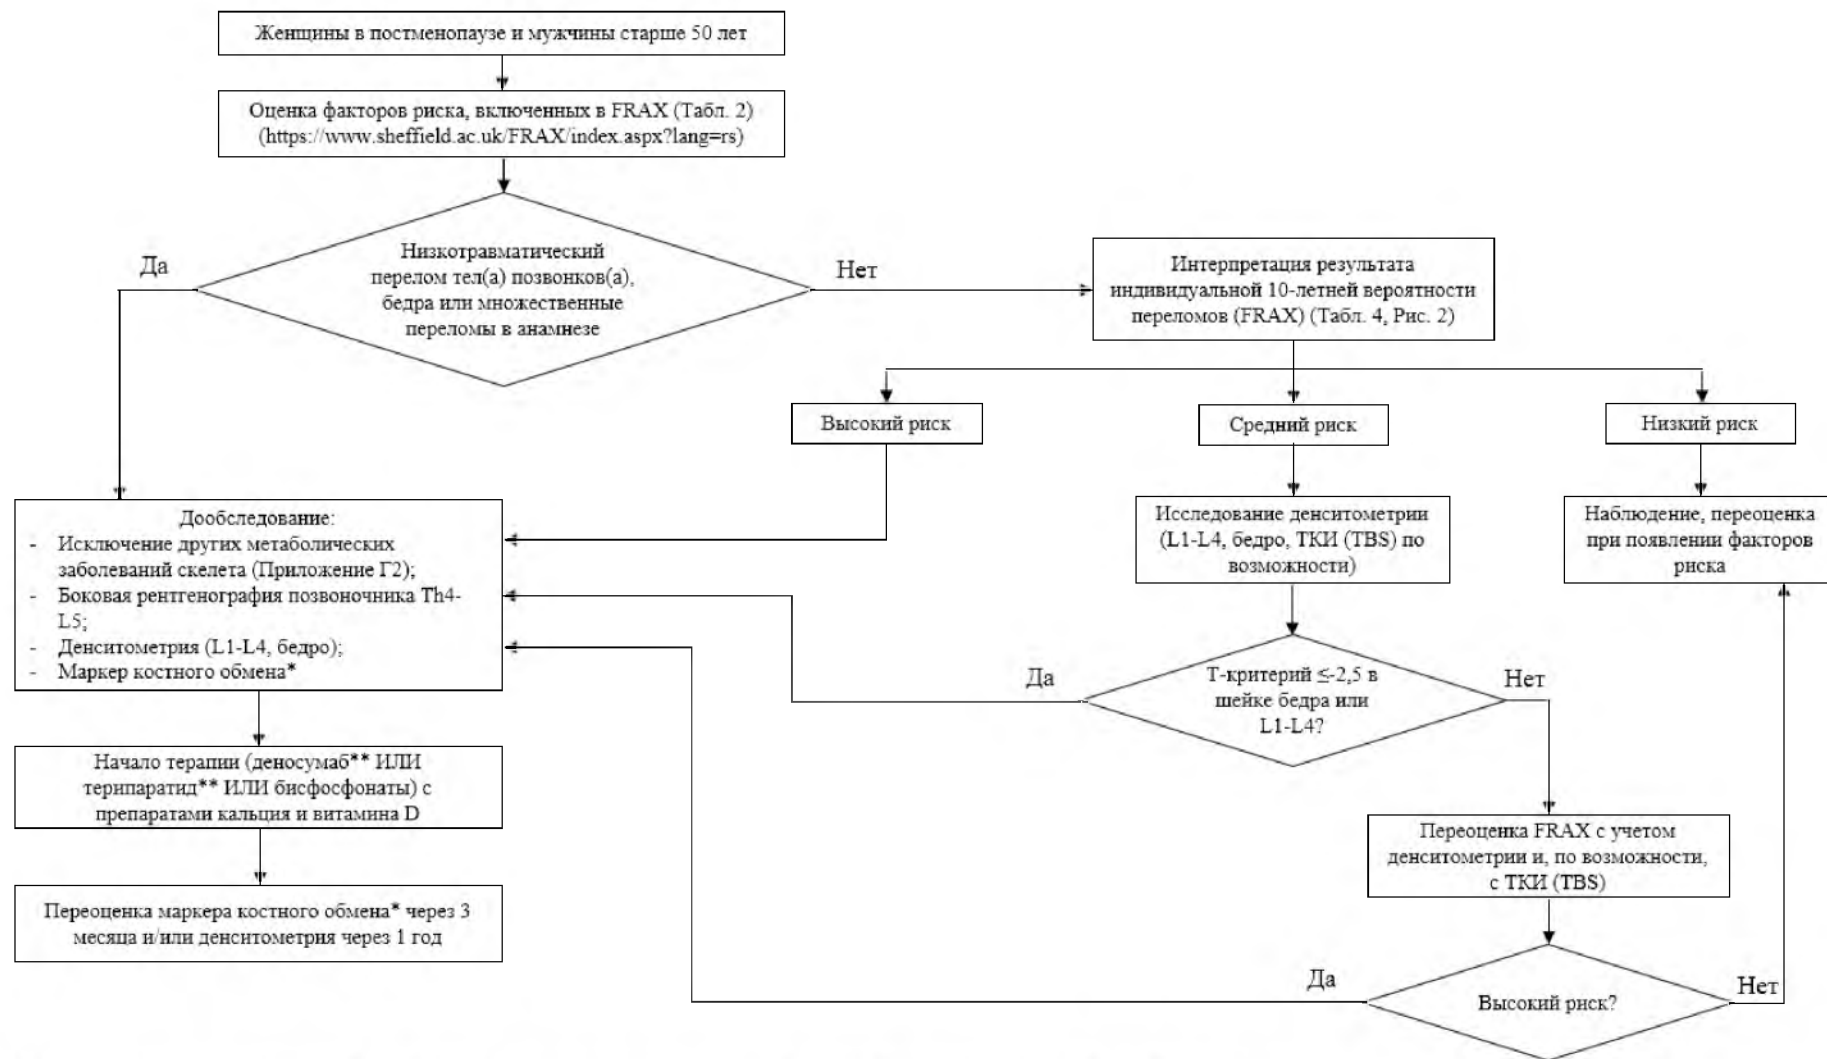 Женщины в постменопаузе и мужчины старше 50 лет
Оценка факторов риска, включенных в FRAX (Табл. 2)
(https://www.sheffield.ac.uk/FRAX/index.aspx?lang=rs)
Да
Низкотравматический
перелом тел(а) позвонков(а),
бедра или множественные
переломы в анамнезе
Нет
Интерпретация результата
индивидуальной 10-летней вероятности
переломов (FRAX) (Табл. 4, Рис. 2)
Высокий риск
Средний риск
Низкий риск
Дообследование:
- Исключение других метаболических
заболеваний скелета (Приложение Г2);
- Боковая рентгенография позвоночника Th4-
L5;
- Денситометрия (L1-L4, бедро);
- Маркер костного обмена*
Исследование денситометрии
(L1-L4, бедро, ТКИ (TBS) по
возможности)
Наблюдение, переоценка
при появлении факторов
риска
Да
Т-критерий ≤-2,5 в
шейке бедра или
L1-L4?
Нет
Начало терапии (деносумаб** ИЛИ
терипаратид** ИЛИ бисфосфонаты) с
препаратами кальция и витамина D
Переоценка FRAX с учетом
денситометрии и, по возможности,
с ТКИ (TBS)
Переоценка маркера костного обмена* через 3
месяца и/или денситометрия через 1 год
Да
Высокий риск?
Нет